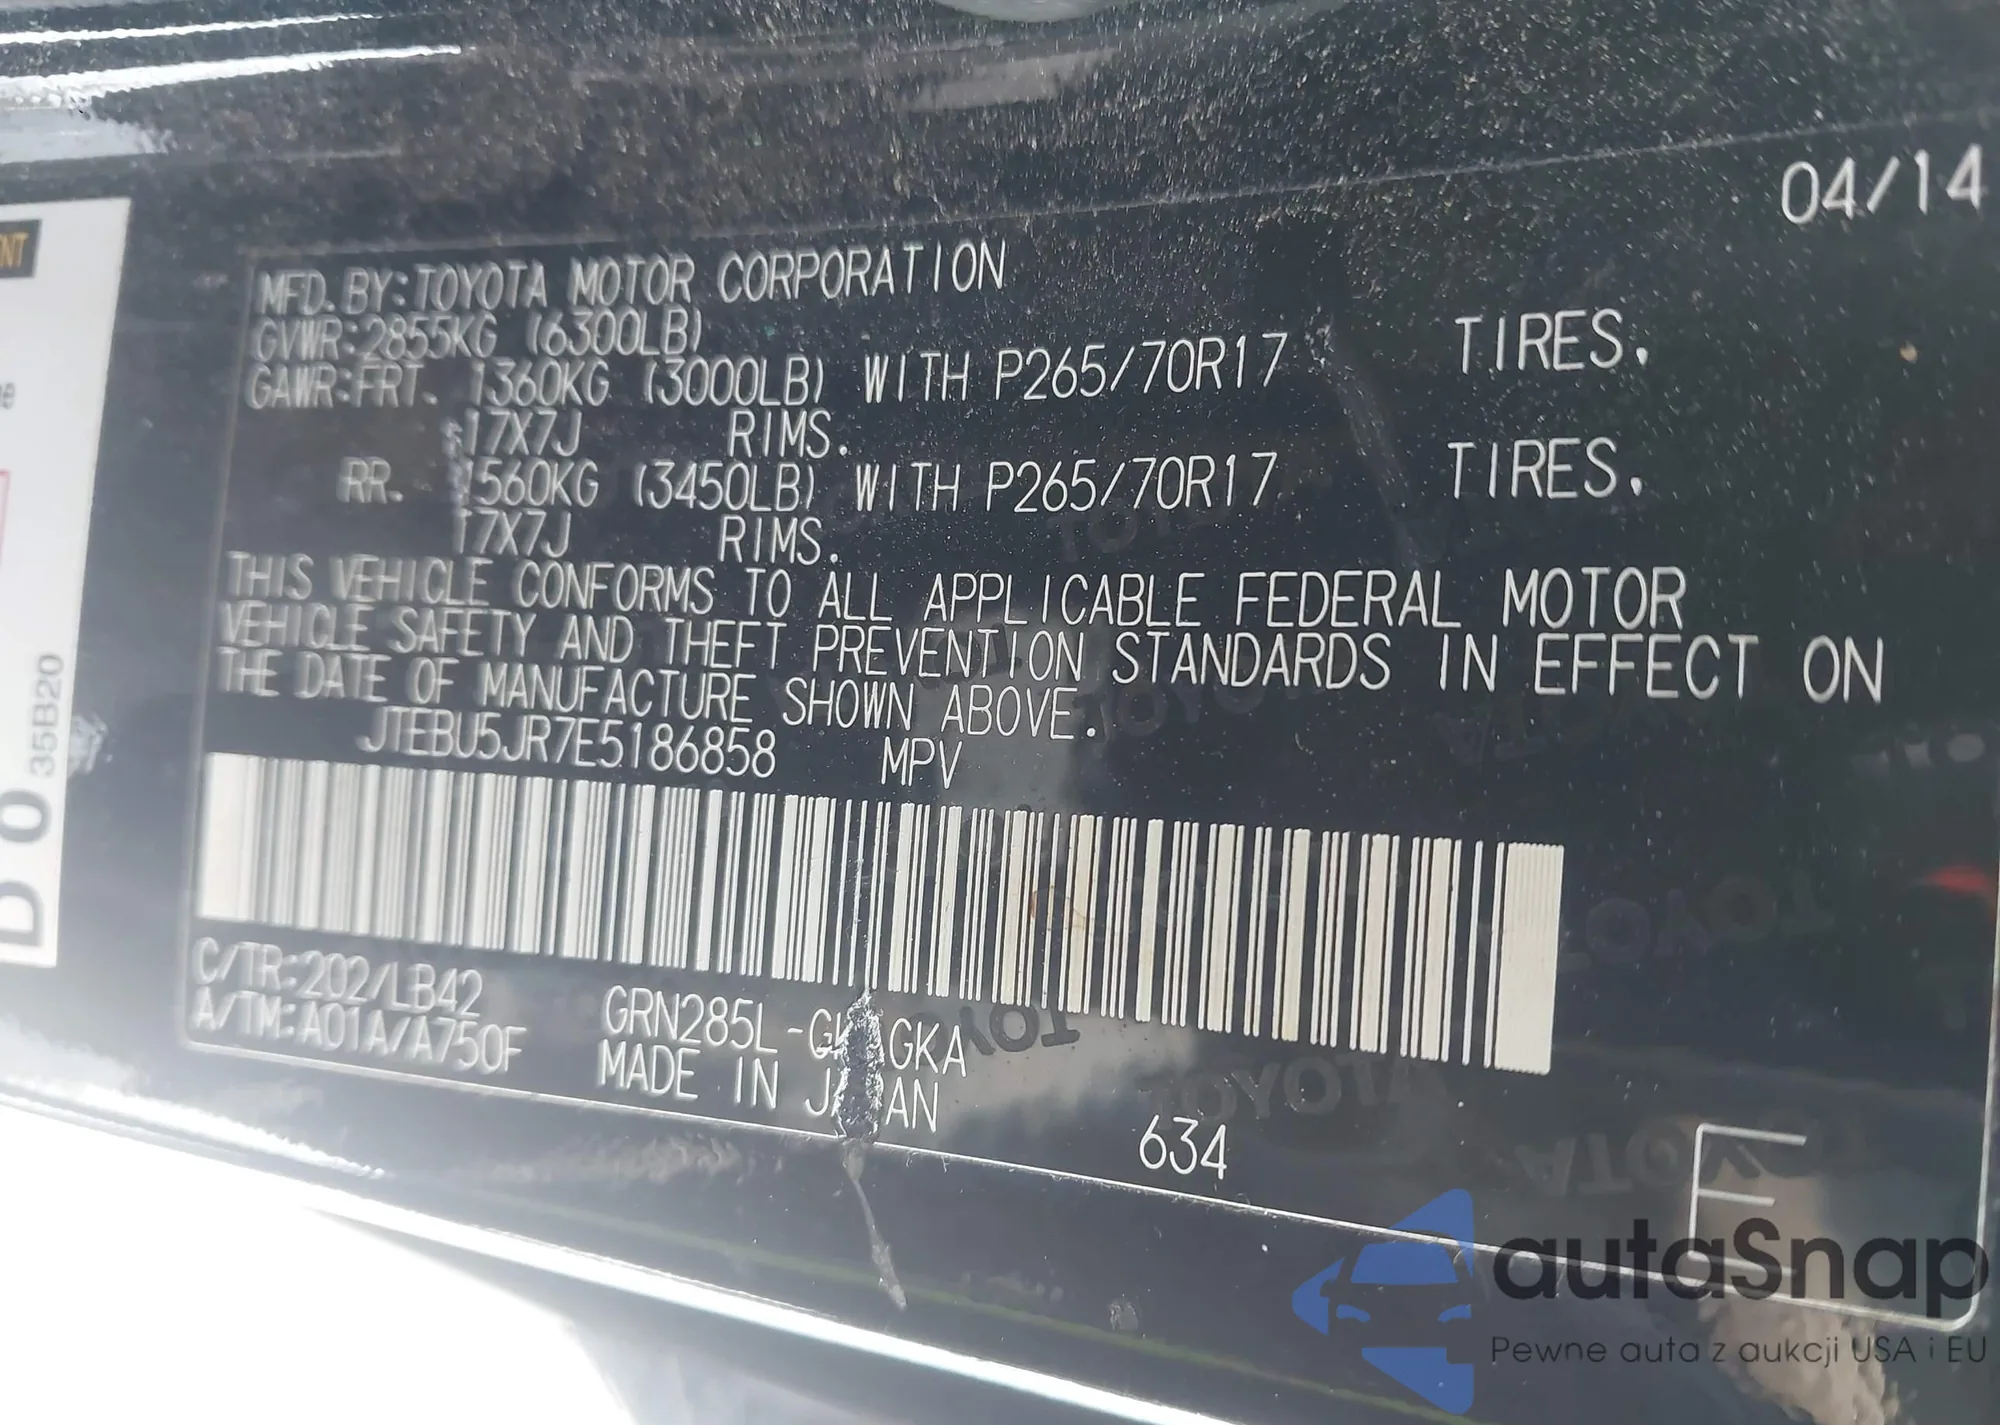 04/14
MFD. BY: TOYOTA MOTOR CORPORATION
GVWR: 2855KG (6300LB)
GAWR: FRT. 1360KG (3000LB) WITH P265/70R17 TIRES.
17X7J RIMS.
RR. 1560KG (3450LB) WITH P265/70R17 TIRES.
17X7J RIMS.
THIS VEHICLE CONFORMS TO ALL APPLICABLE FEDERAL MOTOR
VEHICLE SAFETY AND THEFT PREVENTION STANDARDS IN EFFECT ON
THE DATE OF MANUFACTURE SHOWN ABOVE.
JTEBU5JR7E5186858 MPV
C/TR: 202/LB42
A/TM: A01A/A750F
MADE IN
634
E
35B20
D O
autaSnap
Pewne auta z aukcji USA i EU